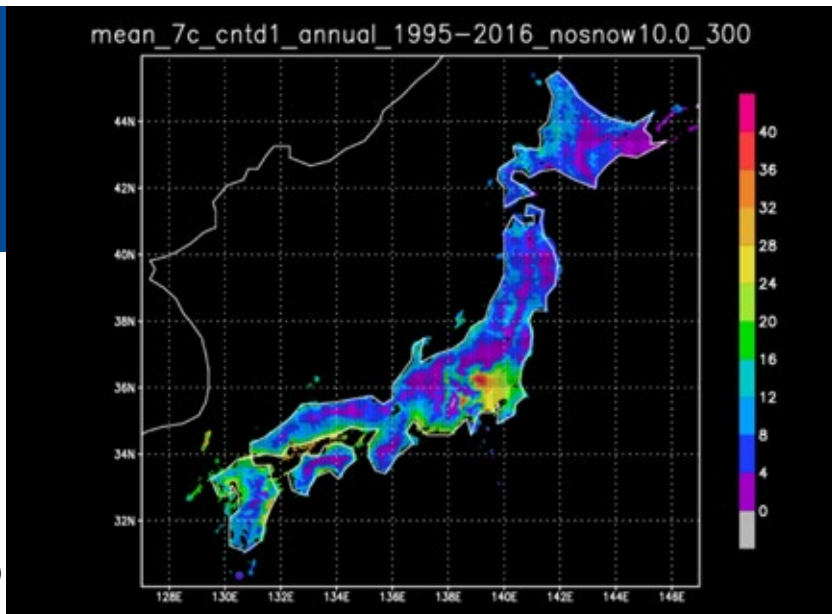 mean_7c_cntd1_annual_1995-2016_nosnow10.0_300
44N
42N
40N
38N
36N
34N
32N
128E 130E 132E 134E 136E 138E 140E 142E 144E 146E
40
36
32
28
24
20
16
12
8
4
0
)